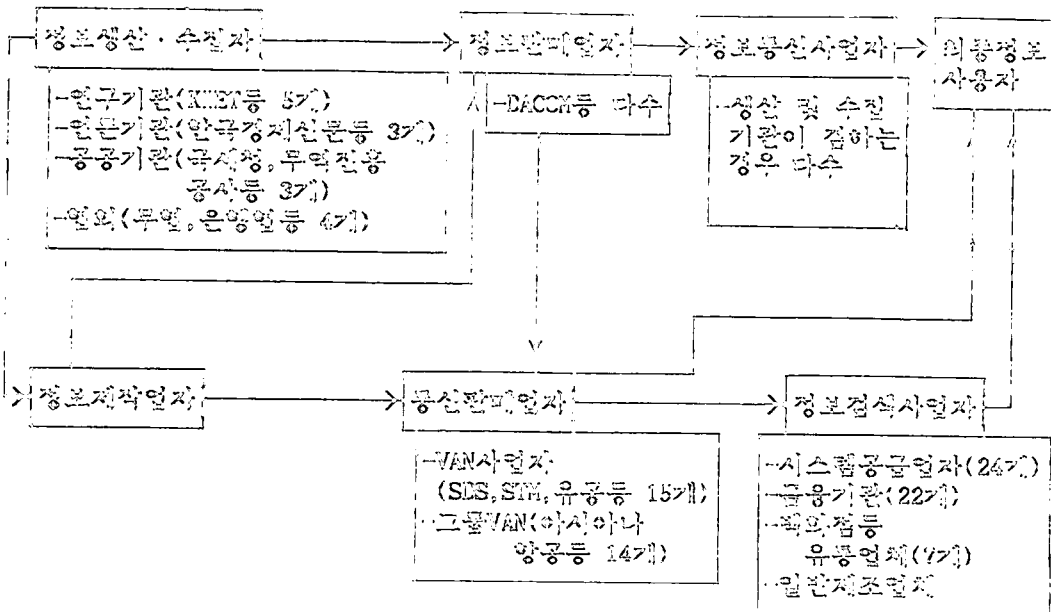 정보생산·수집자
정보판매업자
정보통신사업자
최종정보
사용자
-연구기관(KIET등 5개)
-언론기관(한국경제신문등 3개)
-공공기관(국세청,무역진흥
공사등 3개)
-업외(무역,은행업등 4개)
-DACOM등 다수
-생산 및 수집
기관이 겸하는
경우 다수
정보제작업자
통신판매업자
정보검색사업자
-VAN사업자
(SDS,STM,유공등 15개)
-그룹VAN(아시아나
항공등 14개)
-시스템공급업자(24개)
-금융기관(22개)
-백화점등
유통업체(7개)
-일반제조업체